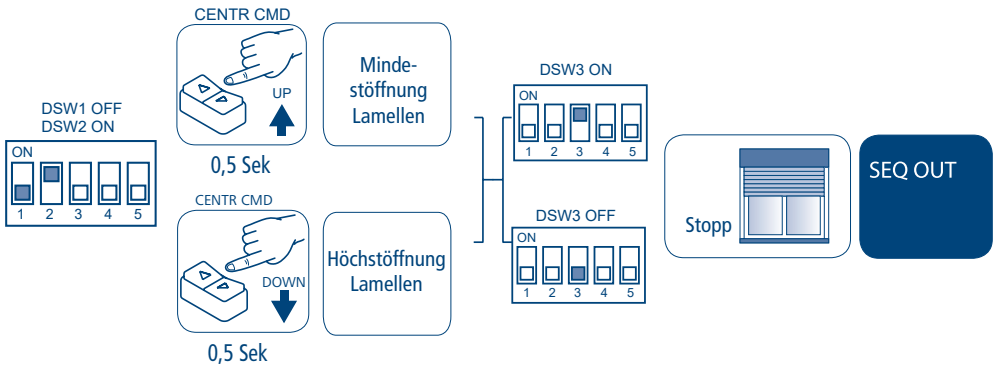 DSW1 OFF
DSW2 ON
ON
1 2 3 4 5
CENTR CMD
UP
0,5 Sek
Minde-
stöffnung
Lamellen
CENTR CMD
DOWN
0,5 Sek
Höchstöffnung
Lamellen
DSW3 ON
ON
1 2 3 4 5
DSW3 OFF
ON
1 2 3 4 5
Stopp
SEQ OUT